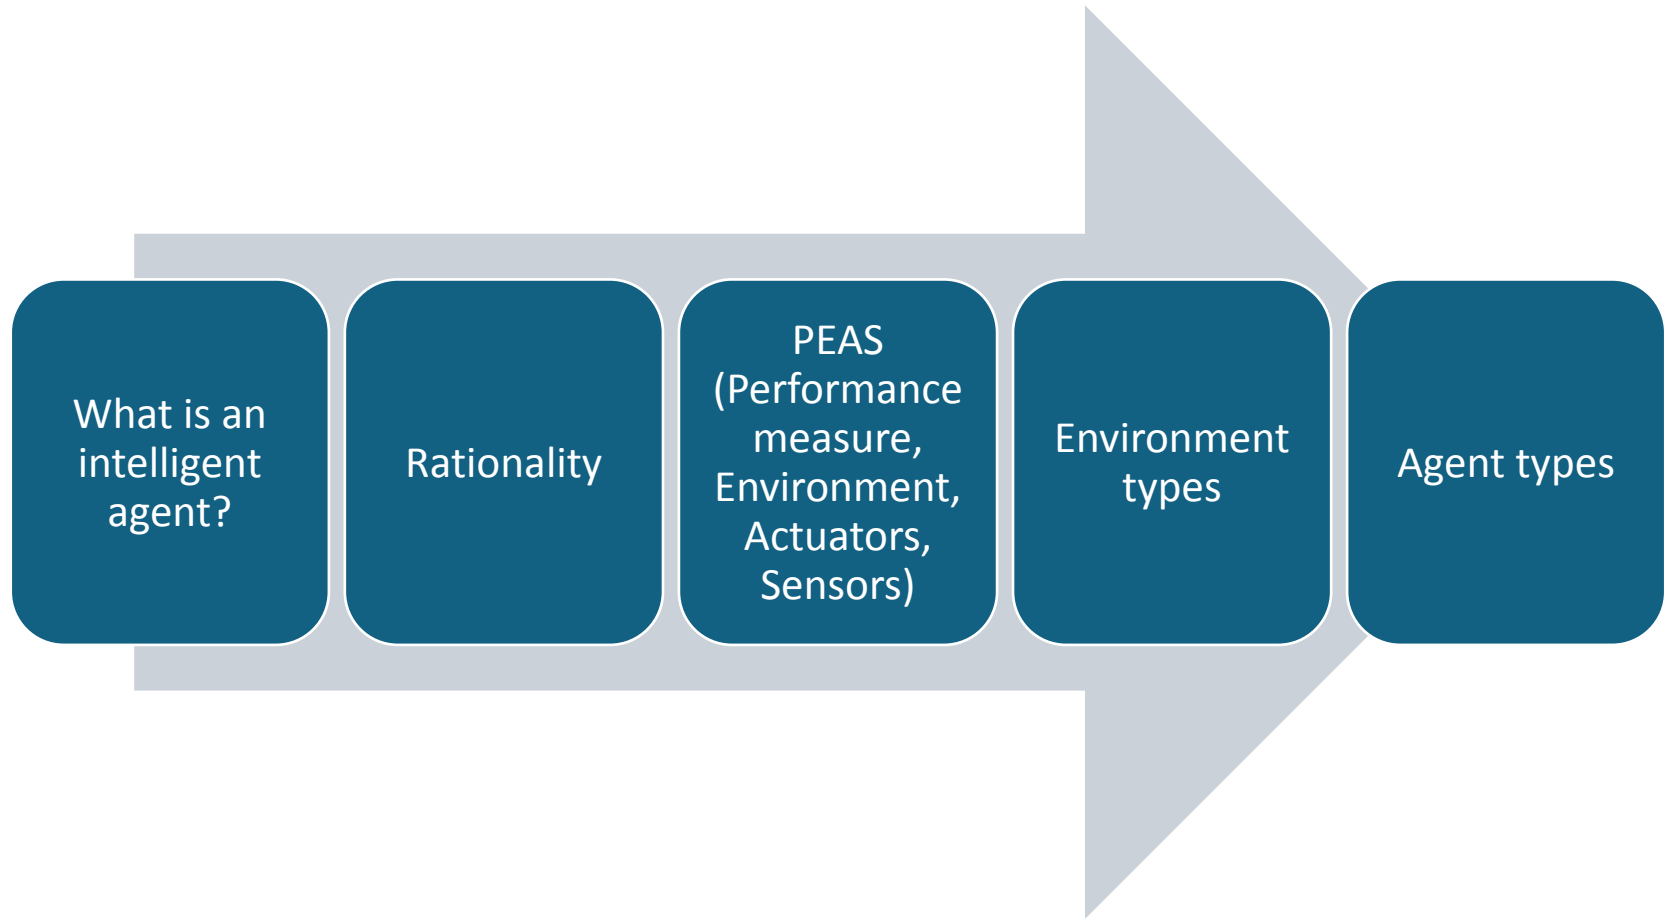 What is an
intelligent
agent?
Rationality
PEAS
(Performance
measure,
Environment,
Actuators,
Sensors)
Environment
types
Agent types